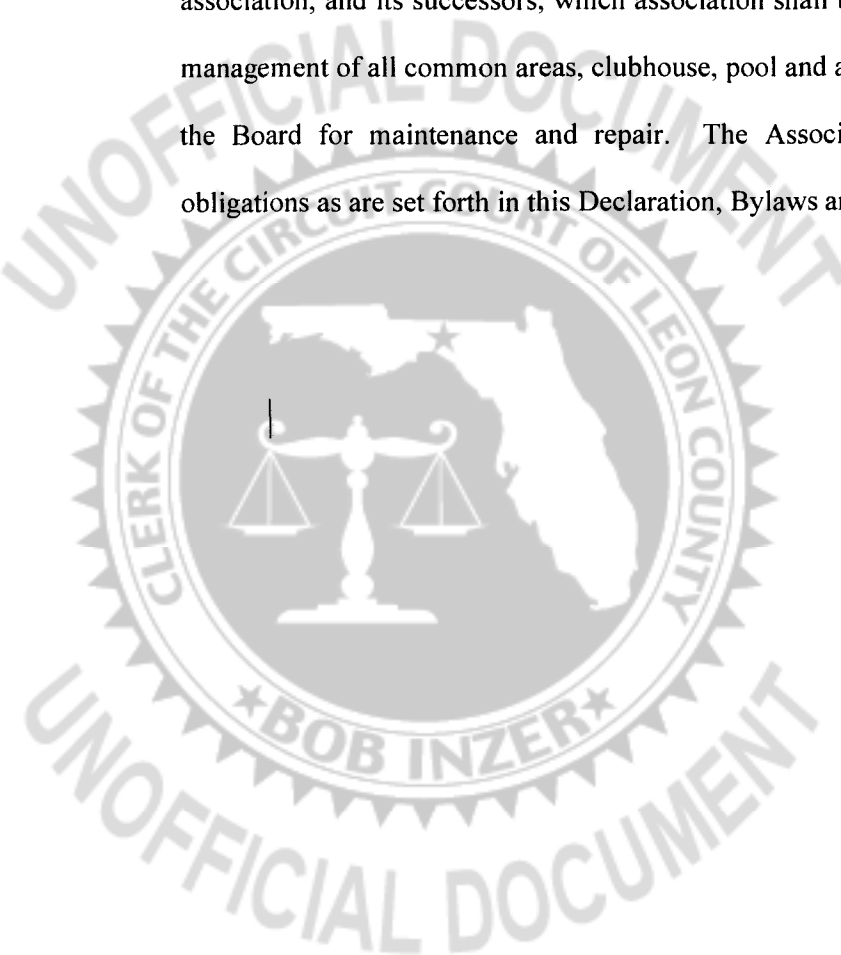 association, and its successors, which association shall
management of all common areas, clubhouse, pool and
the Board for maintenance and repair. The
obligations as are set forth in this Declaration, Bylaws
UNOFFICIAL DOCUMENT
CLERK OF THE CIRCUIT COURT OF LEON COUNTY
★BOB INZER★
UNOFFICIAL DOCUMENT